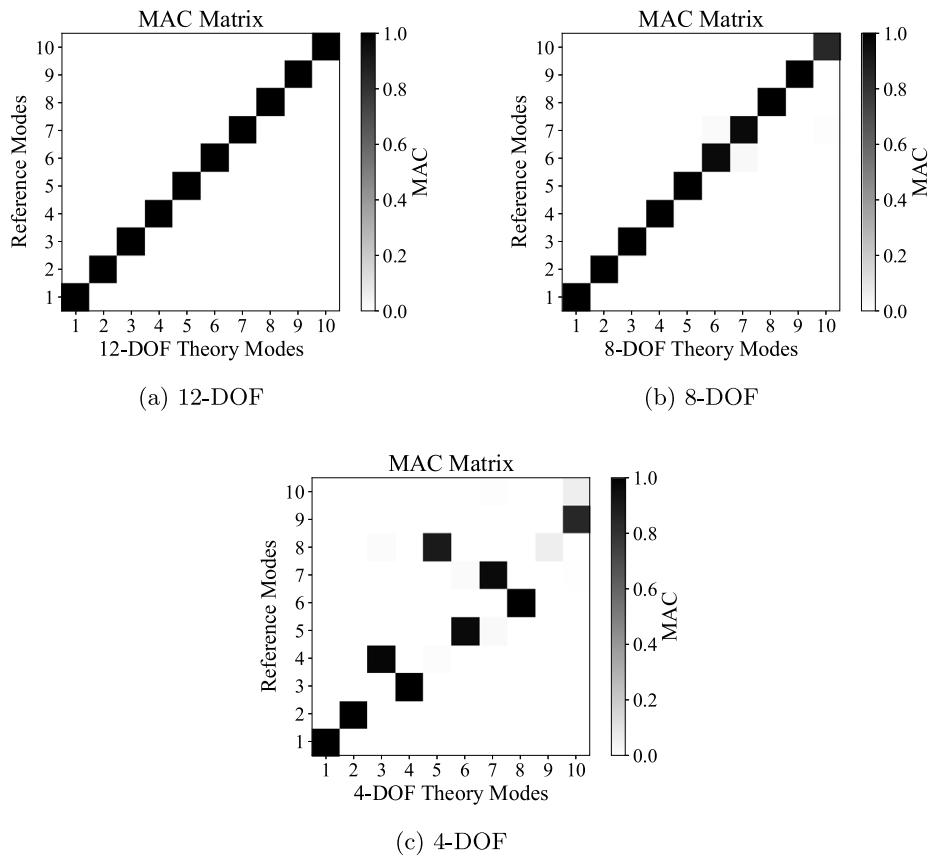 MAC Matrix
10
9
8
7
6
5
4
3
2
1
Reference Modes
1 2 3 4 5 6 7 8 9 10
12-DOF Theory Modes
1.0
0.8
0.6
0.4
0.2
0.0
MAC
(a) 12-DOF
MAC Matrix
10
9
8
7
6
5
4
3
2
1
Reference Modes
1 2 3 4 5 6 7 8 9 10
8-DOF Theory Modes
1.0
0.8
0.6
0.4
0.2
0.0
MAC
(b) 8-DOF
MAC Matrix
10
9
8
7
6
5
4
3
2
1
Reference Modes
1 2 3 4 5 6 7 8 9 10
4-DOF Theory Modes
1.0
0.8
0.6
0.4
0.2
0.0
MAC
(c) 4-DOF